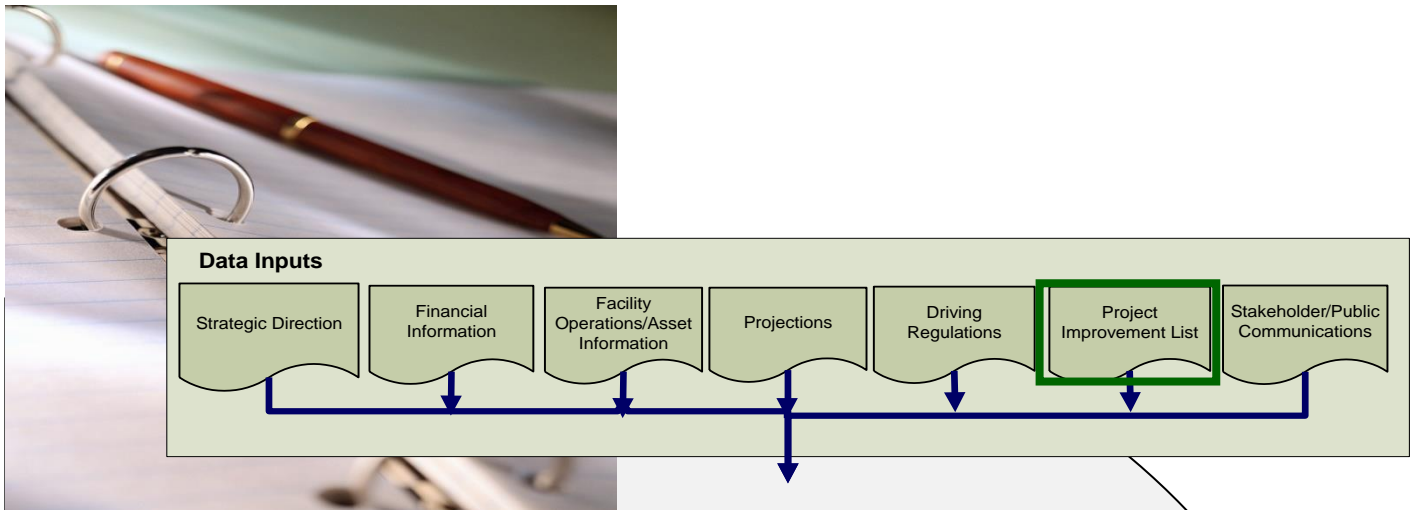 Data Inputs
Strategic Direction
Financial
Information
Facility
Operations/Asset
Information
Projections
Driving
Regulations
Project
Improvement List
Stakeholder/Public
Communications